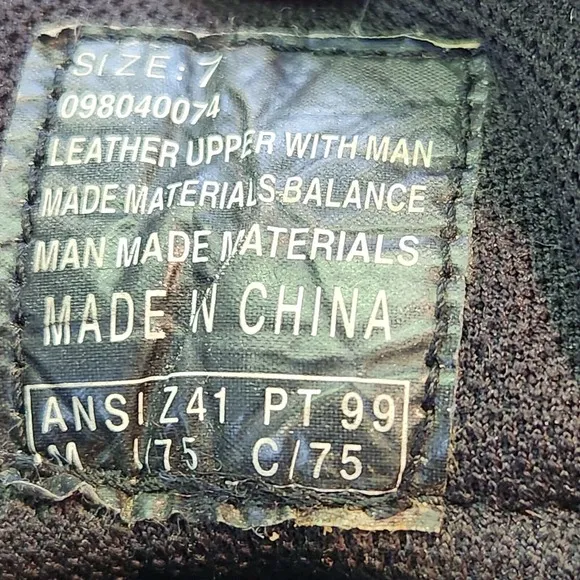 SIZE: 7
098040074
LEATHER UPPER WITH MAN
MADE MATERIALS BALANCE
MAN MADE MATERIALS
MADE IN CHINA
ANSI Z41 PT 99
M I/75 C/75